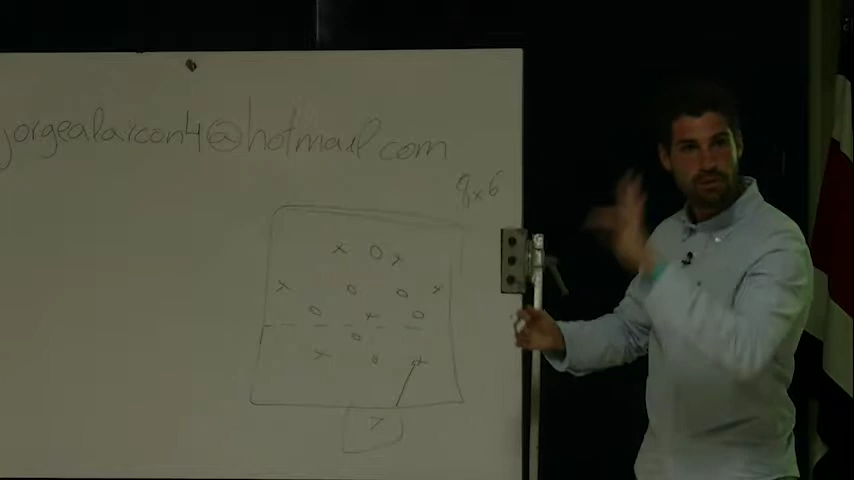 jorgealarcon4@hotmail.com
9x6
x o x
x o o x
o x o
o
x o x
x